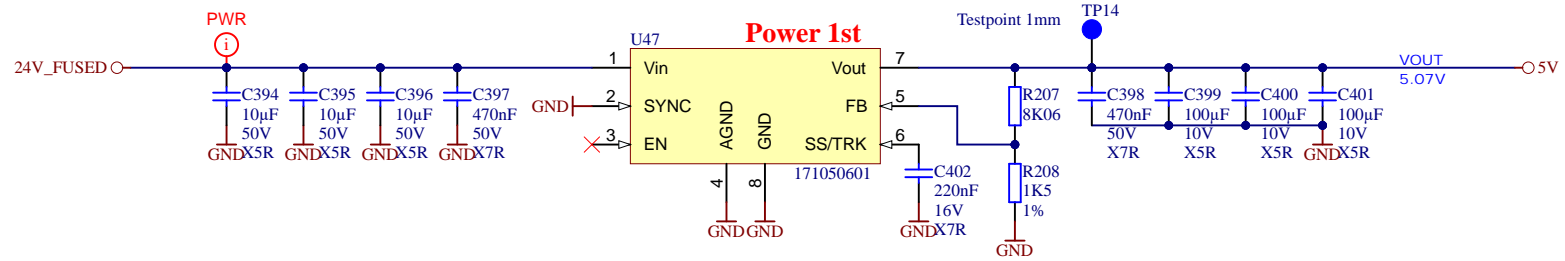 PWR
i
24V_FUSED
C394
10µF
50V
X5R
GND
C395
10µF
50V
X5R
GND
C396
10µF
50V
X5R
GND
C397
470nF
50V
X7R
GND
U47
Power 1st
1
Vin
GND
2
SYNC
3
EN
AGND
GND
Vout
7
FB
5
SS/TRK
6
171050601
4
8
GND
GND
C402
220nF
16V
X7R
GND
R207
8K06
R208
1K5
1%
GND
Testpoint 1mm
TP14
C398
470nF
50V
X7R
C399
100µF
10V
X5R
C400
100µF
10V
X5R
C401
100µF
10V
X5R
GND
VOUT
5.07V
5V